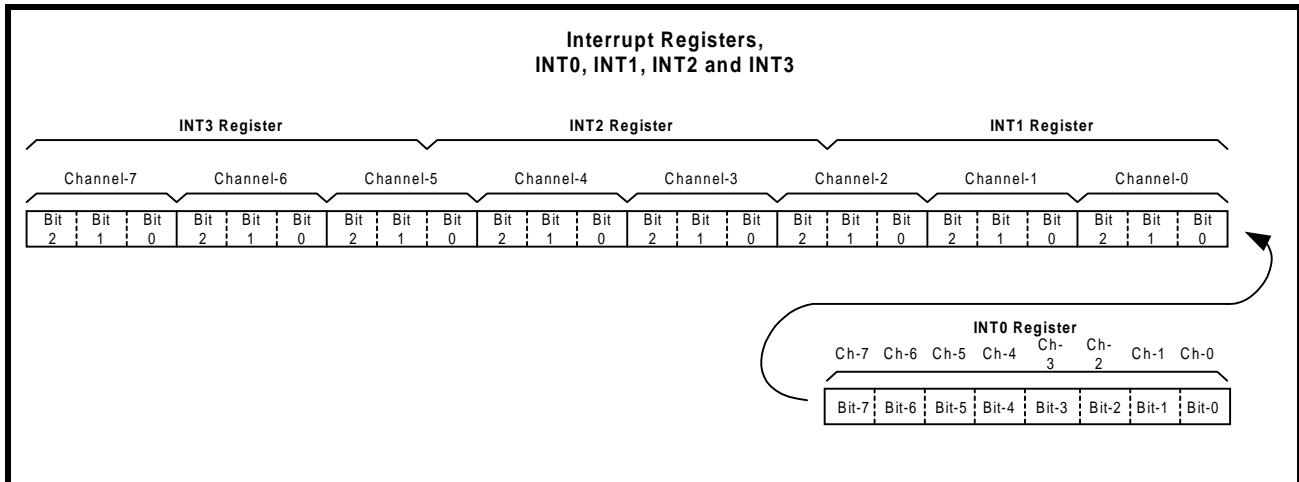 Interrupt Registers,
INT0, INT1, INT2 and INT3
INT3 Register INT2 Register INT1 Register
Channel-7 Channel-6 Channel-5 Channel-4 Channel-3 Channel-2 Channel-1 Channel-0
Bit Bit Bit Bit Bit Bit Bit Bit Bit Bit Bit Bit Bit Bit Bit Bit Bit Bit Bit Bit Bit Bit Bit Bit
2 1 0 2 1 0 2 1 0 2 1 0 2 1 0 2 1 0 2 1 0 2 1 0
INT0 Register
Ch-7 Ch-6 Ch-5 Ch-4 Ch-3 Ch-2 Ch-1 Ch-0
Bit-7 Bit-6 Bit-5 Bit-4 Bit-3 Bit-2 Bit-1 Bit-0